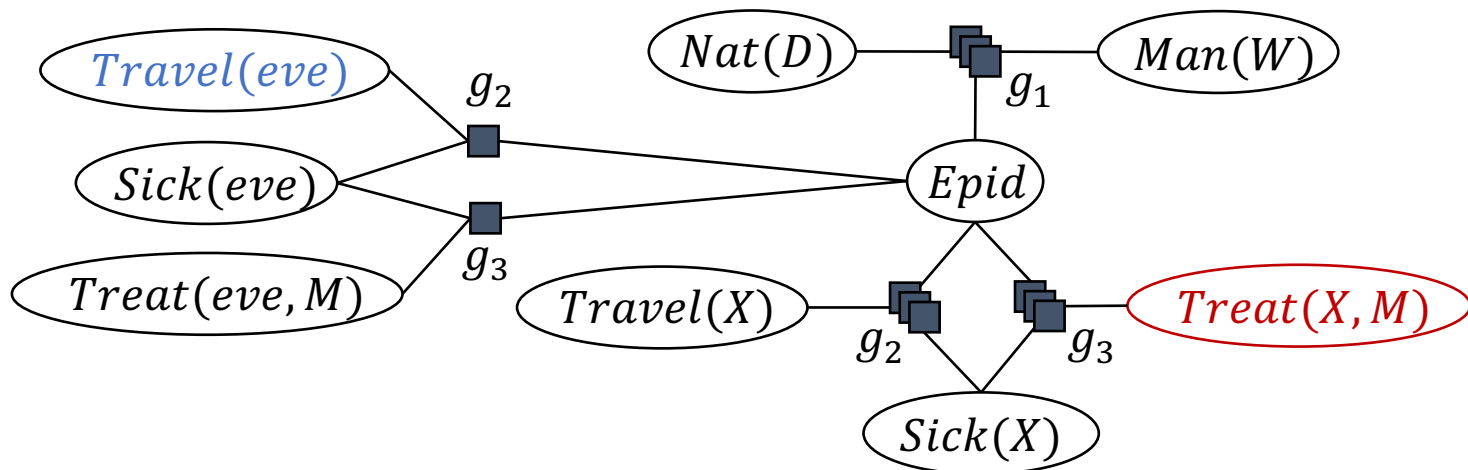 Travel(eve)
g2
Sick(eve)
g3
Treat(eve, M)
Nat(D)
g1
Man(W)
Epid
Travel(X)
g2
g3
Treat(X, M)
Sick(X)